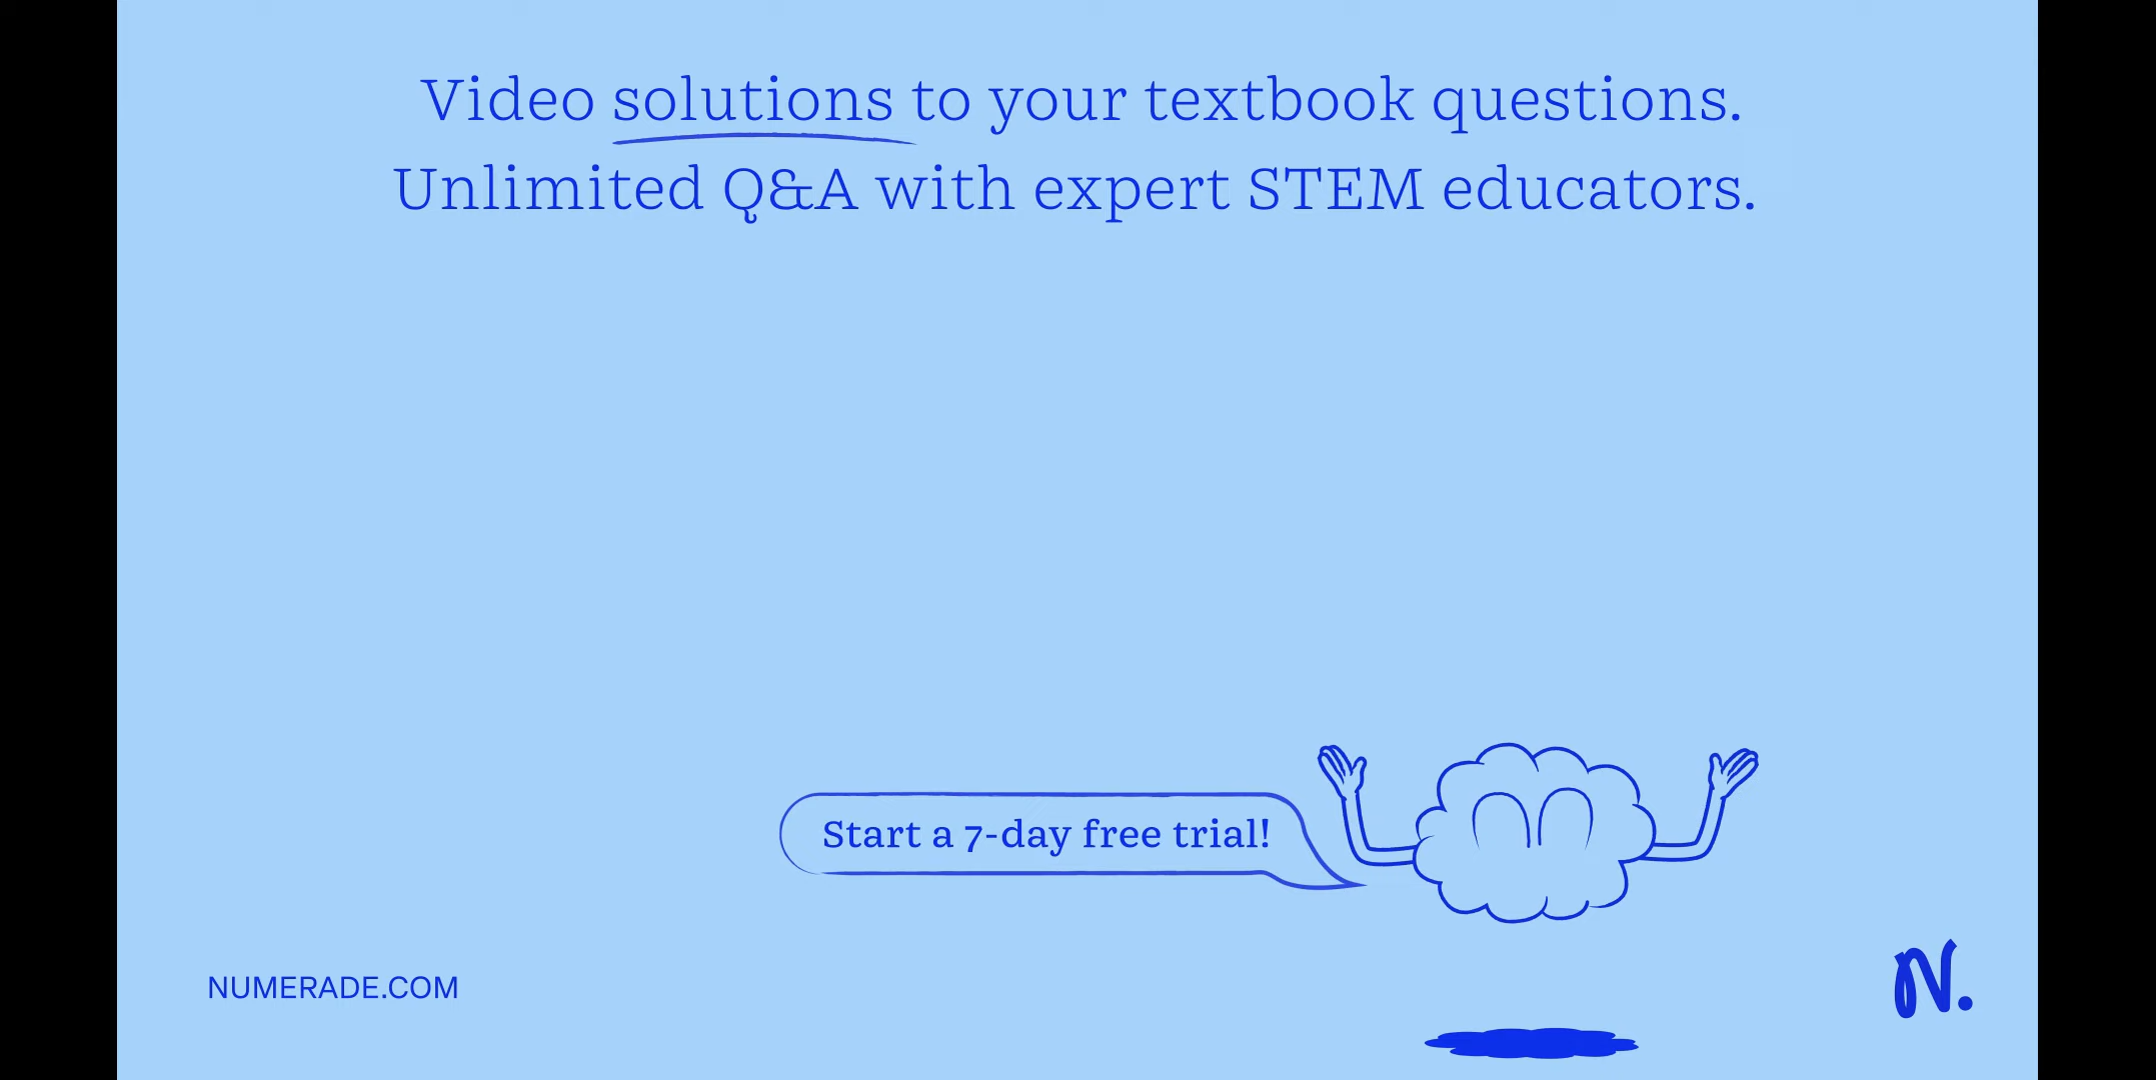 Video solutions to your textbook questions.
Unlimited Q&A with expert STEM educators.
Start a 7-day free trial!
NUMERADE.COM
N.